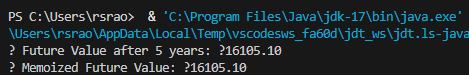 PS C:\Users\rsrao>  & 'C:\Program Files\Java\jdk-17\bin\java.exe'
\Users\rsrao\AppData\Local\Temp\vscodesws_fa60d\jdt_ws\jdt.ls-java
? Future Value after 5 years: ?16105.10
? Memoized Future Value: ?16105.10